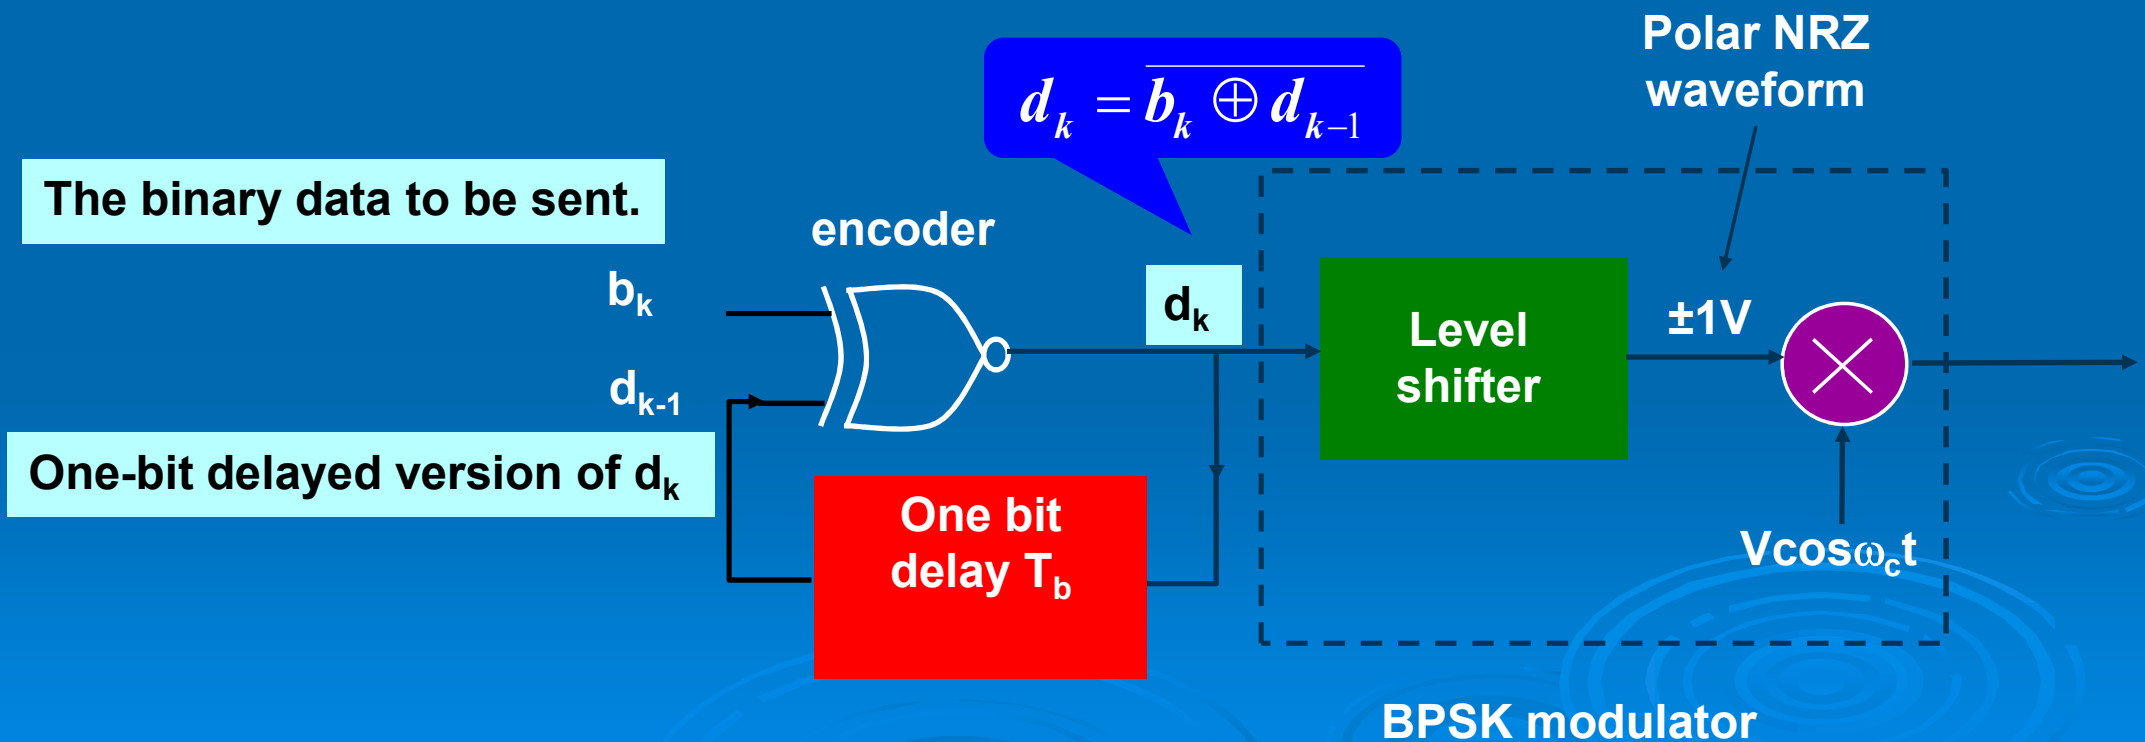 Polar NRZ
waveform
d_k = \overline{b_k ⊕ d_{k−1}}
The binary data to be sent.
encoder
b_k
d_k
Level
shifter
±1V
d_{k-1}
One-bit delayed version of d_k
One bit
delay T_b
Vcosω_ct
BPSK modulator